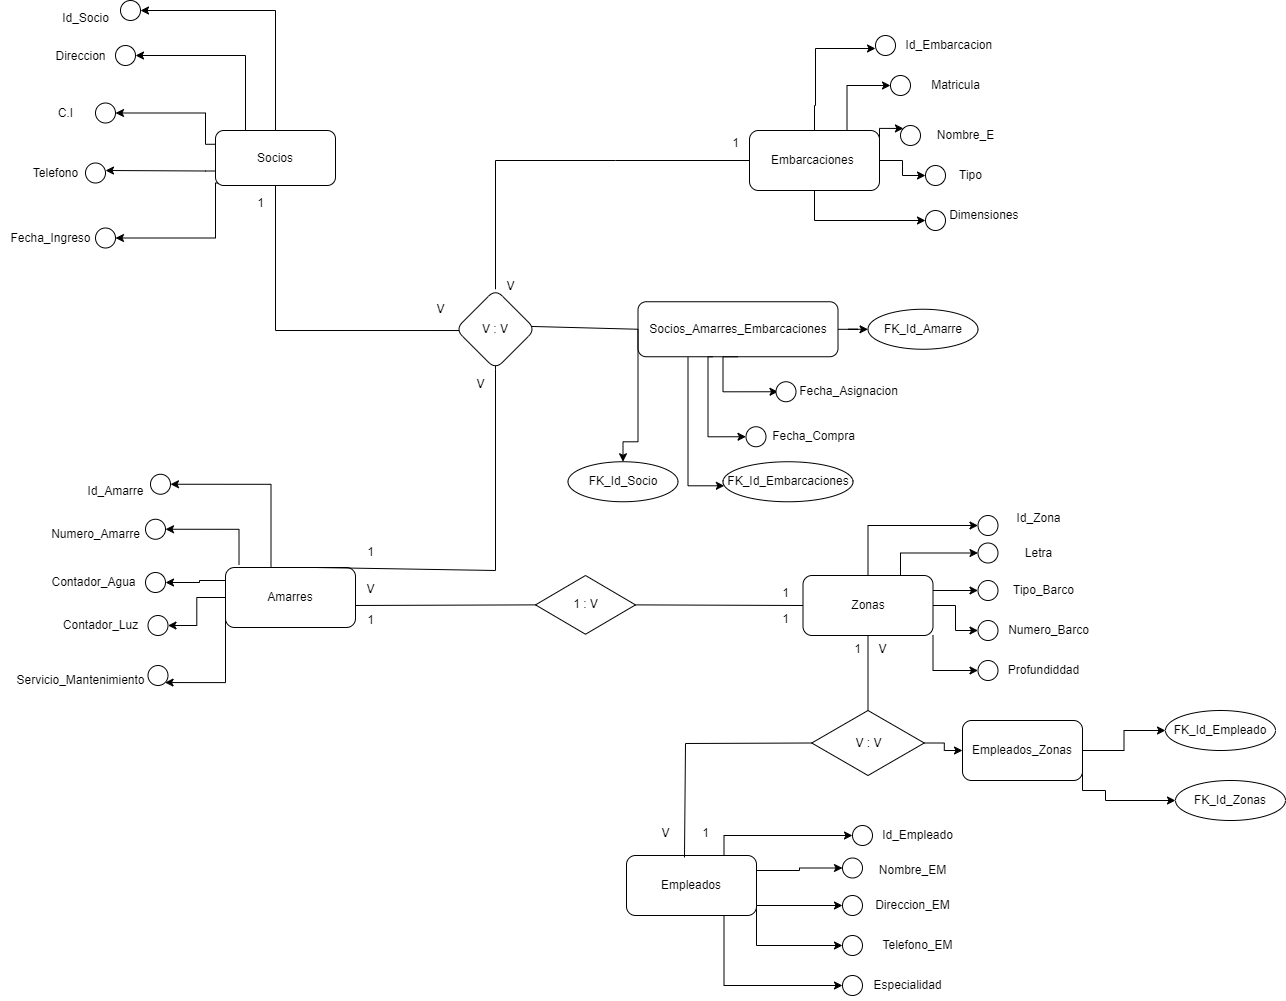 Id_Socio
Direccion
C.I
Telefono
Fecha_Ingreso
Socios
1
Id_Embarcacion
Matricula
Nombre_E
Tipo
Dimensiones
1
Embarcaciones
V
V
V : V
V
Socios_Amarres_Embarcaciones
FK_Id_Amarre
Fecha_Asignacion
Fecha_Compra
FK_Id_Socio
FK_Id_Embarcaciones
Id_Amarre
Numero_Amarre
Contador_Agua
Contador_Luz
Servicio_Mantenimiento
Amarres
1
V
1
1 : V
1
1
Zonas
Id_Zona
Letra
Tipo_Barco
Numero_Barco
Profundiddad
1
V
V : V
Empleados_Zonas
FK_Id_Empleado
FK_Id_Zonas
V
1
Empleados
Id_Empleado
Nombre_EM
Direccion_EM
Telefono_EM
Especialidad